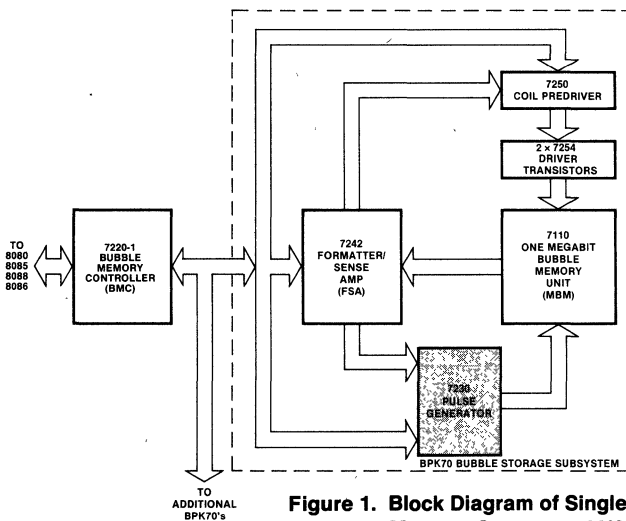 7250
COIL PREDRIVER
2 × 7254
DRIVER
TRANSISTORS
TO
8080
8085
8088
8086
7220-1
BUBBLE
MEMORY
CONTROLLER
(BMC)
7242
FORMATTER/
SENSE
AMP
(FSA)
7110
ONE MEGABIT
BUBBLE
MEMORY
UNIT
(MBM)
7230
PULSE
GENERATOR
BPK70 BUBBLE STORAGE SUBSYSTEM
TO
ADDITIONAL
BPK70's
Figure 1. Block Diagram of Single